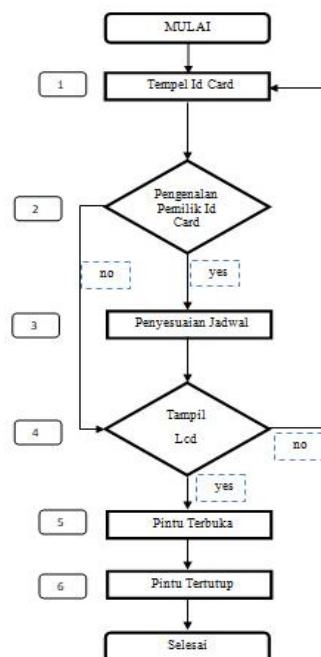 MULAI
1
Tempel Id Card
2
Pengenalan
Pemilik Id
Card
no
yes
3
Penyesuaian Jadwal
4
Tampil
Lcd
no
yes
5
Pintu Terbuka
6
Pintu Tertutup
Selesai